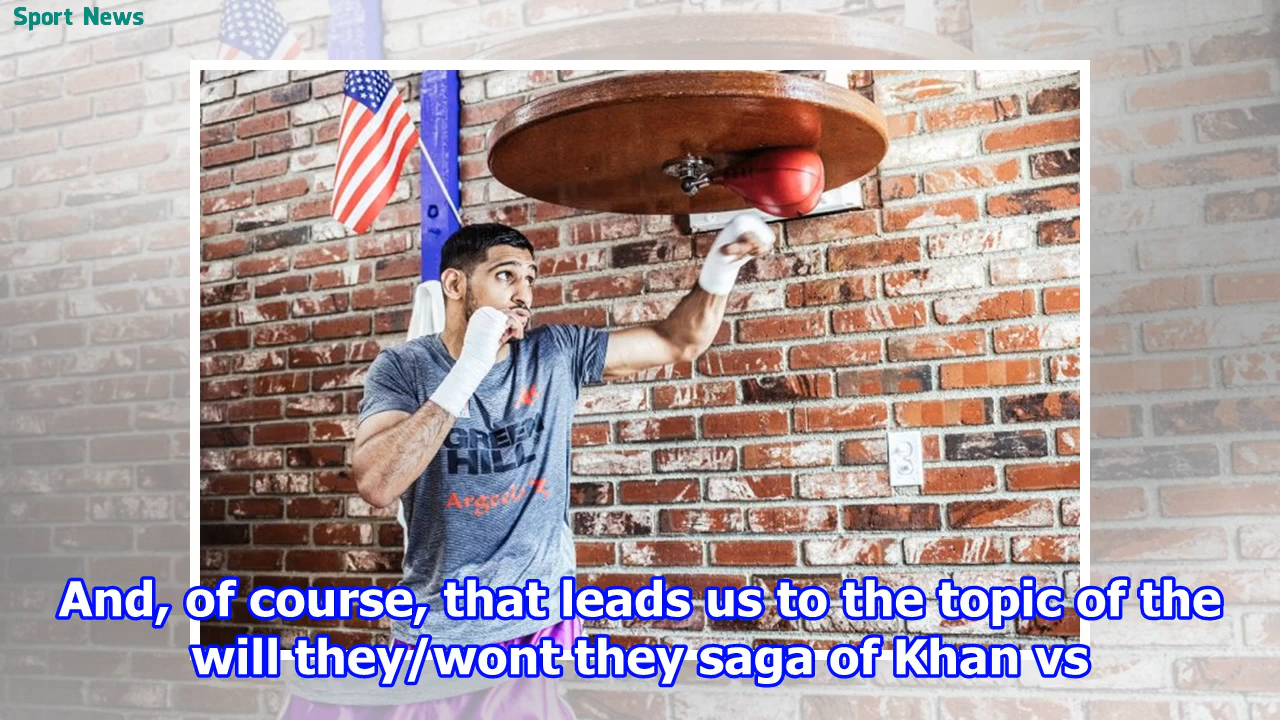 Sport News
GREEN
HILL
And, of course, that leads us to the topic of the
will they/wont they saga of Khan vs